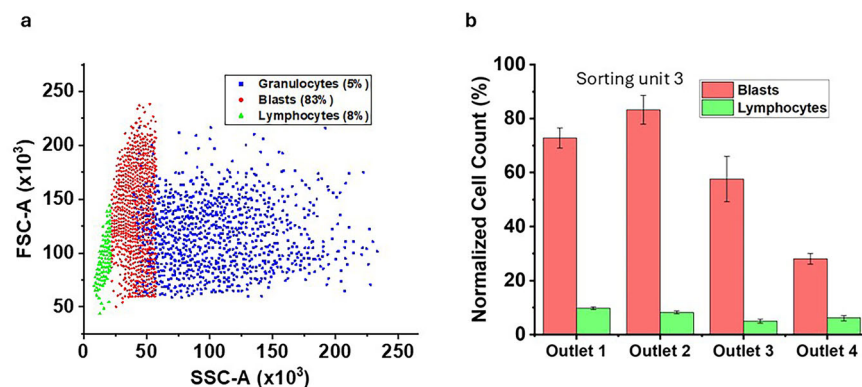 a
FSC-A (x10³)
250
200
150
100
50
0
50
100
150
200
250
SSC-A (x10³)
Granulocytes (5%)
Blasts (83%)
Lymphocytes (8%)
b
Normalized Cell Count (%)
100
80
60
40
20
0
Sorting unit 3
Blasts
Lymphocytes
Outlet 1
Outlet 2
Outlet 3
Outlet 4